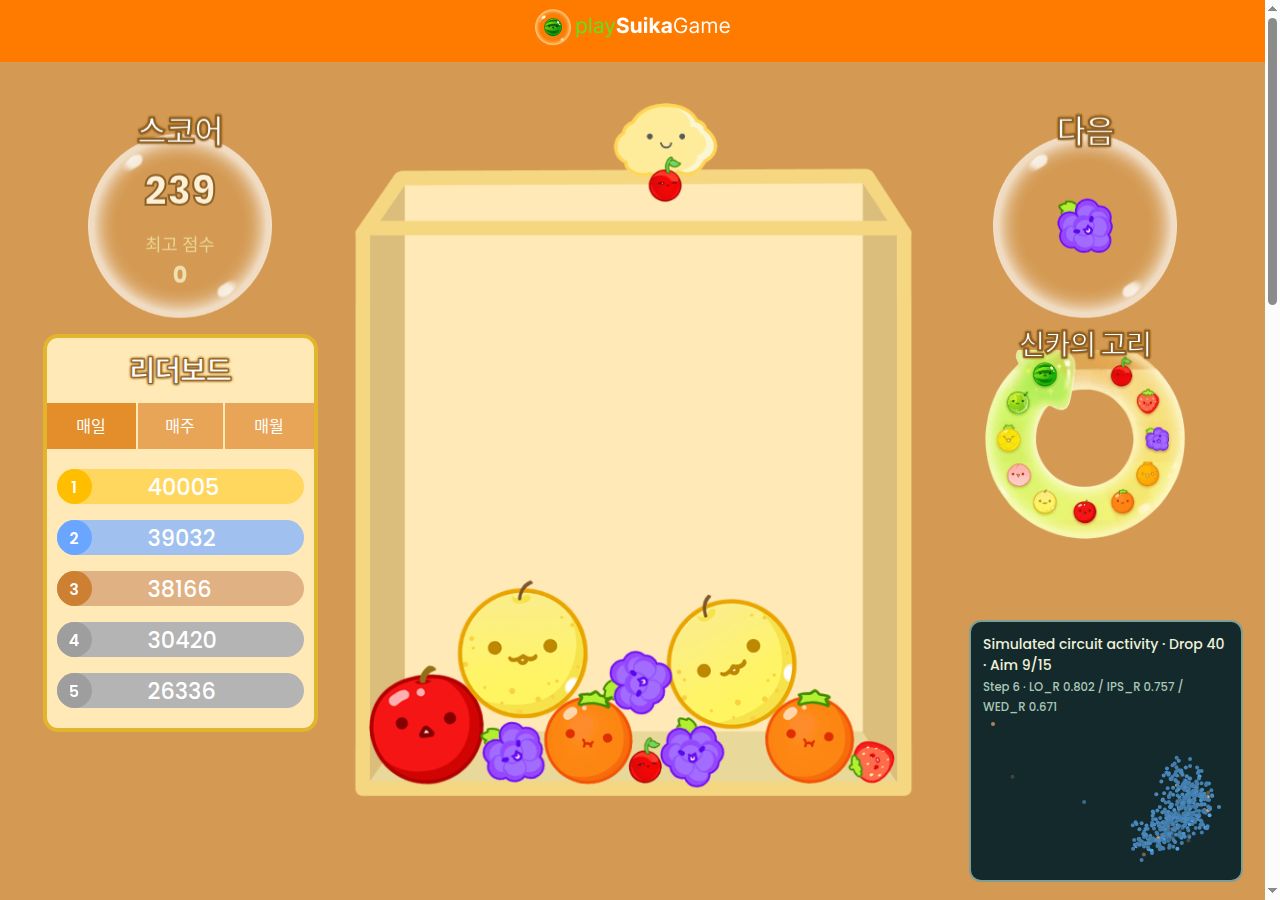 playSuikaGame
스코어
239
최고 점수
0
다음
신카의 고리
리더보드
매일 매주 매월
1 40005
2 39032
3 38166
4 30420
5 26336
Simulated circuit activity · Drop 40
· Aim 9/15
Step 6 · LO_R 0.802 / IPS_R 0.757 /
WED_R 0.671